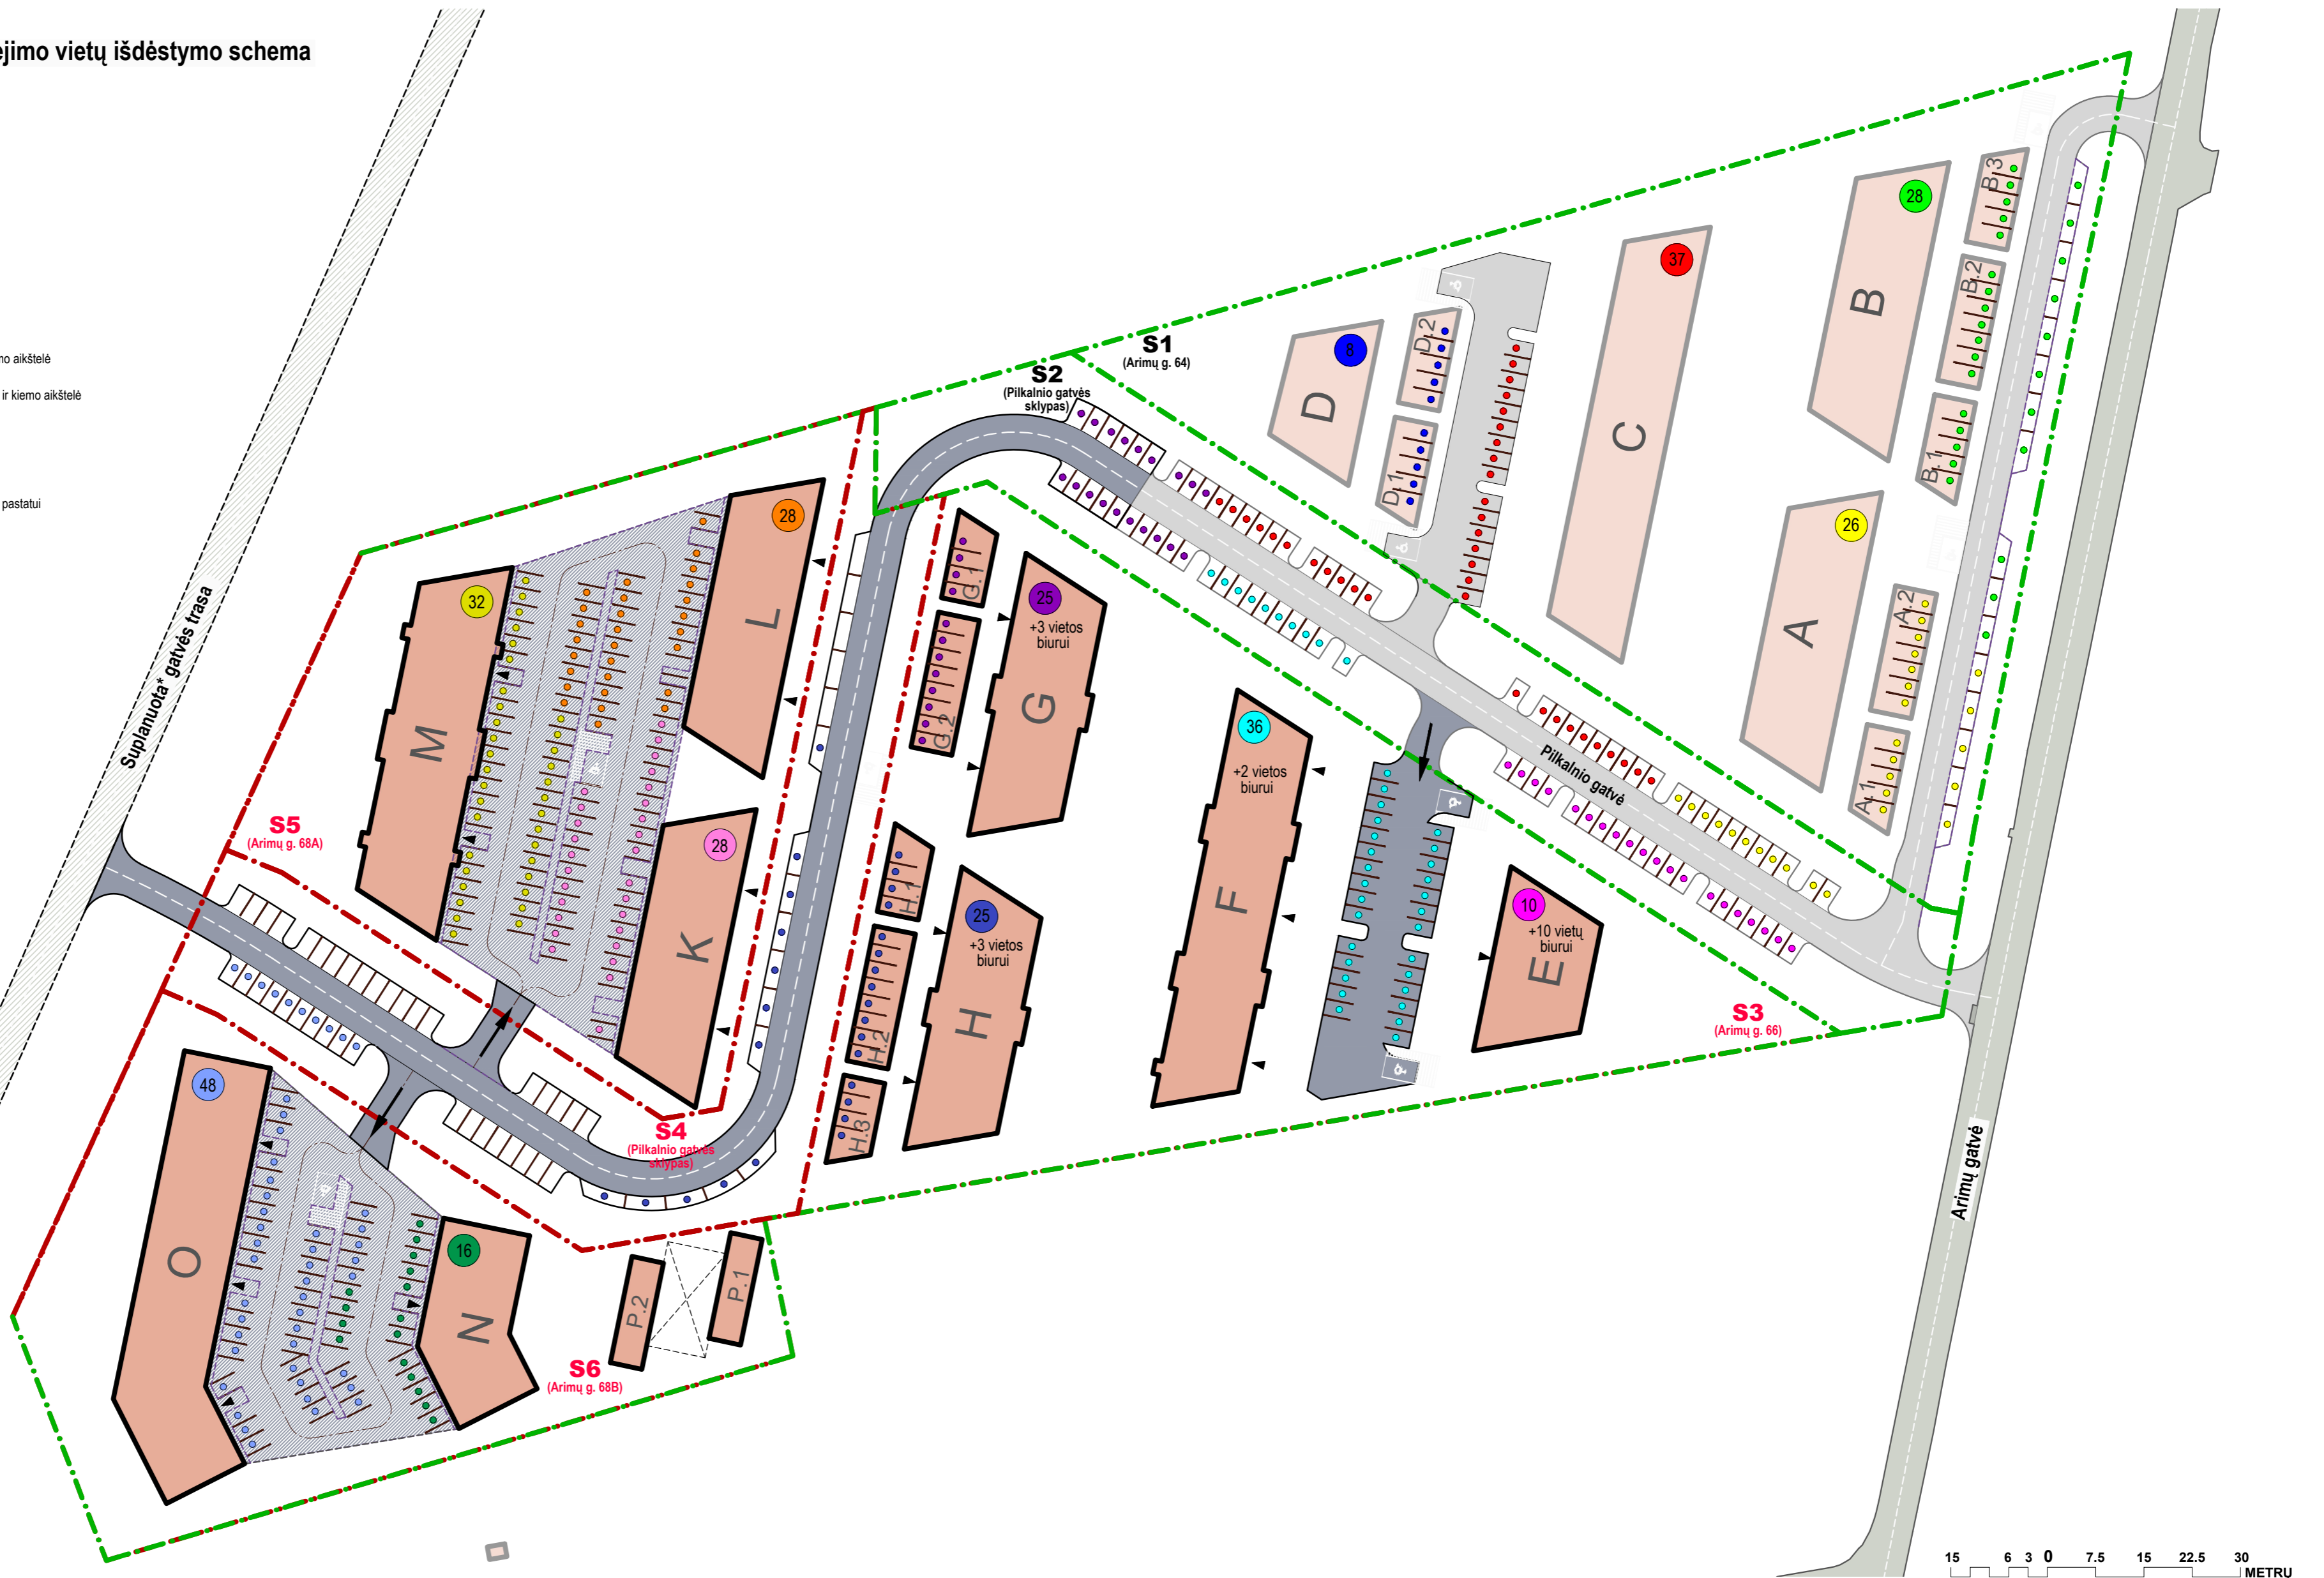 ejimo vietų išdėstymo schema
no aikštelė
ir kiemo aikštelė
pastatui
Suplanuota* gatvės trasa
S1
(Arimų g. 64)
S2
(Pilkalnio gatvės
sklypas)
D
8
D.2
D.1
C
37
B
28
B.3
B.2
B.1
A
26
A.2
A.1
L
28
M
32
K
28
S5
(Arimų g. 68A)
G.1
G.2
G
25
+3 vietos
biurui
H.1
H.2
H.3
H
25
+3 vietos
biurui
F
36
+2 vietos
biurui
E
10
+10 vietų
biurui
Pilkalnio gatvė
S3
(Arimų g. 66)
S4
(Pilkalnio gatvės
sklypas)
O
48
N
16
P.2
P.1
S6
(Arimų g. 68B)
Arimų gatvė
15 6 3 0 7.5 15 22.5 30
METRU